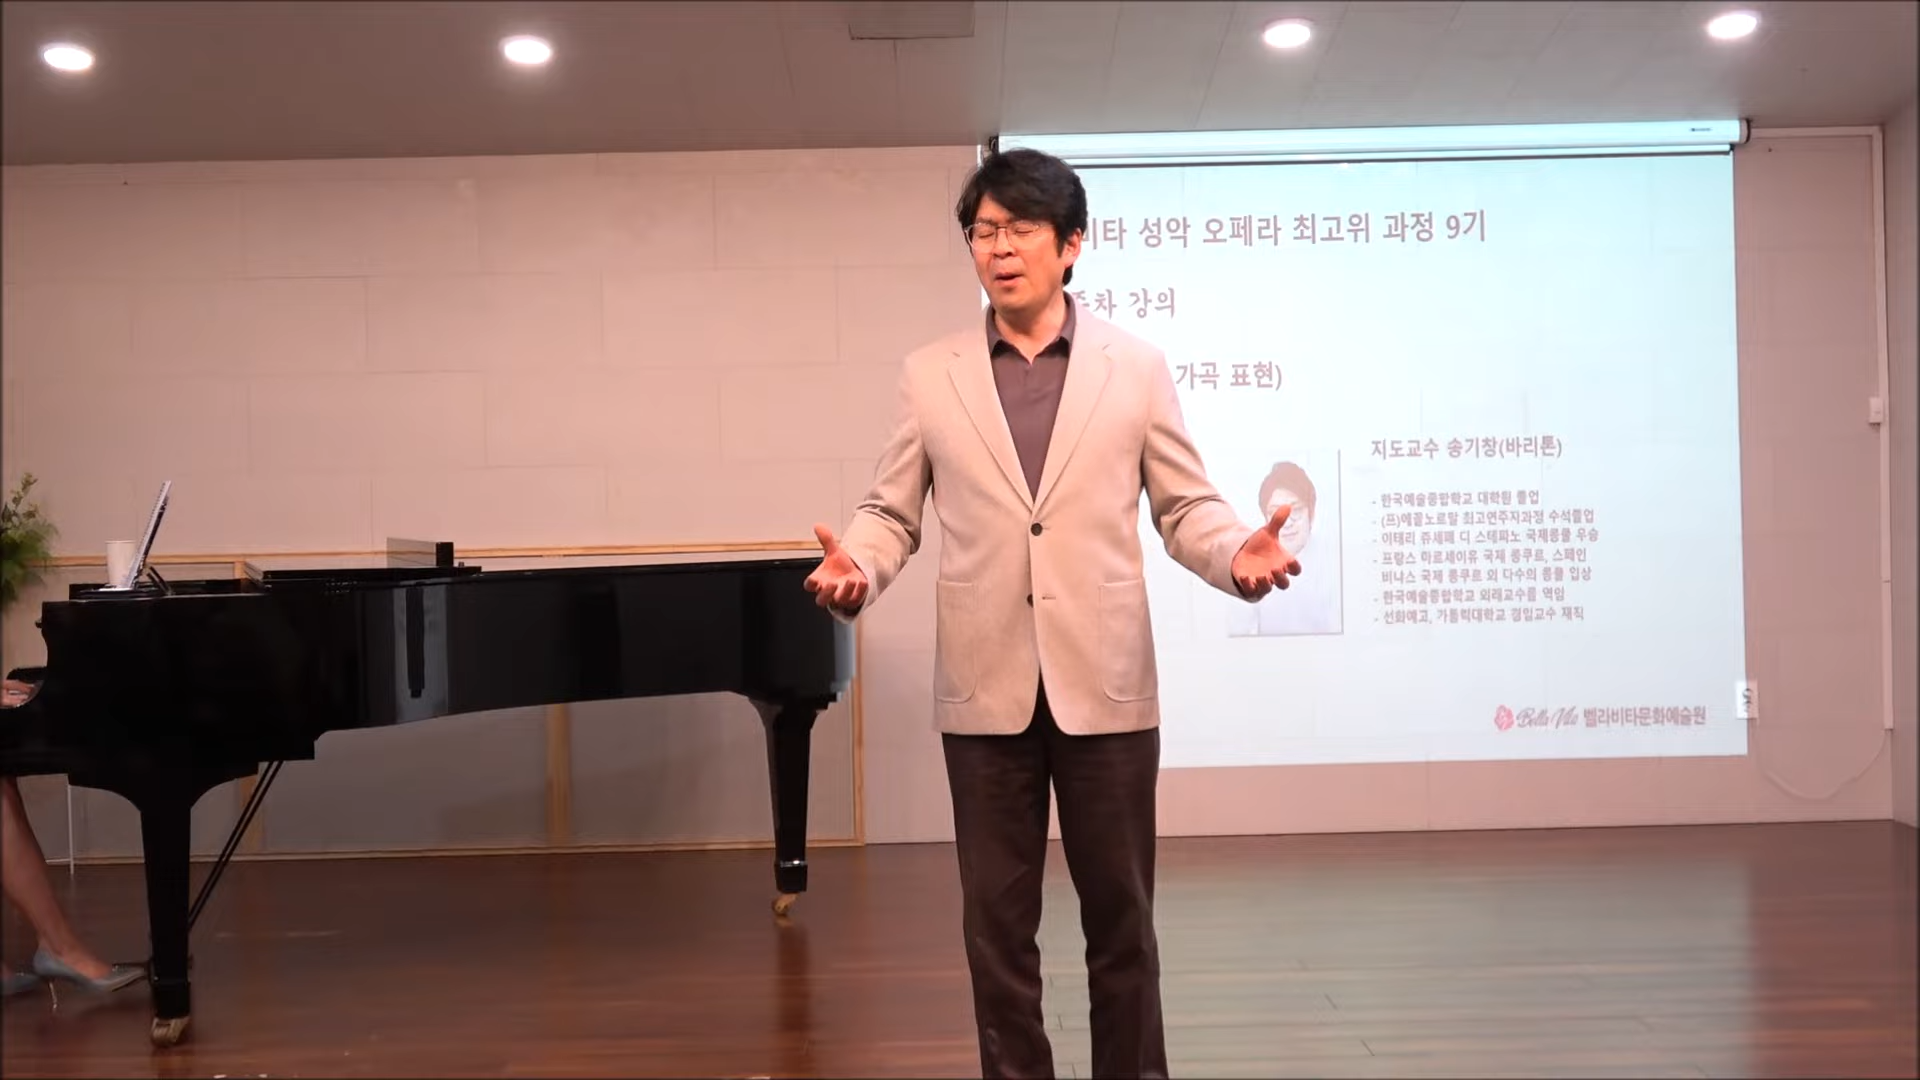 비타 성악 오페라 최고위 과정 9기
주차 강의
가곡 표현)
지도교수 송기창(바리톤)
- 한국예술종합학교 대학원 졸업
- (프)에꼴노르말 최고연주자과정 수석졸업
- 이태리 쥬세페 디 스테파노 국제콩쿨 우승
- 프랑스 마르세이유 국제 콩쿠르, 스페인
비냐스 국제 콩쿠르 외 다수의 콩쿨 입상
- 한국예술종합학교 외래교수를 역임
- 선화예고, 가톨릭대학교 겸임교수 재직
Bella Vita 벨라비타문화예술원